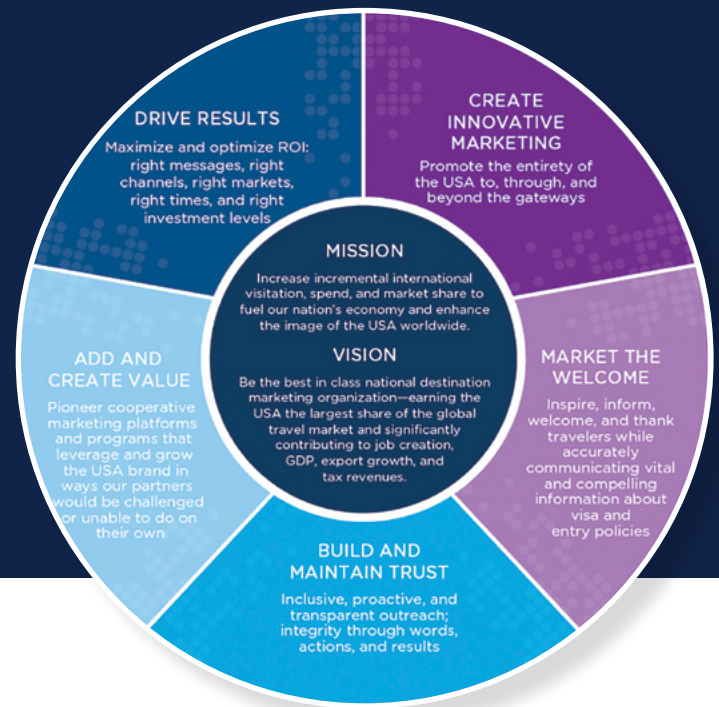 DRIVE RESULTS
Maximize and optimize ROI:
right messages, right
channels, right markets,
right times, and right
investment levels
CREATE
INNOVATIVE
MARKETING
Promote the entirety of
the USA to, through, and
beyond the gateways
MISSION
Increase incremental international
visitation, spend, and market share to
fuel our nation's economy and enhance
the image of the USA worldwide.
VISION
Be the best in class national destination
marketing organization—earning the
USA the largest share of the global
travel market and significantly
contributing to job creation,
GDP, export growth, and
tax revenues.
ADD AND
CREATE VALUE
Pioneer cooperative
marketing platforms
and programs that
leverage and grow
the USA brand in
ways our partners
would be challenged
or unable to do on
their own
MARKET THE
WELCOME
Inspire, inform,
welcome, and thank
travelers while
accurately
communicating vital
and compelling
information about
visa and
entry policies
BUILD AND
MAINTAIN TRUST
Inclusive, proactive, and
transparent outreach;
integrity through words,
actions, and results